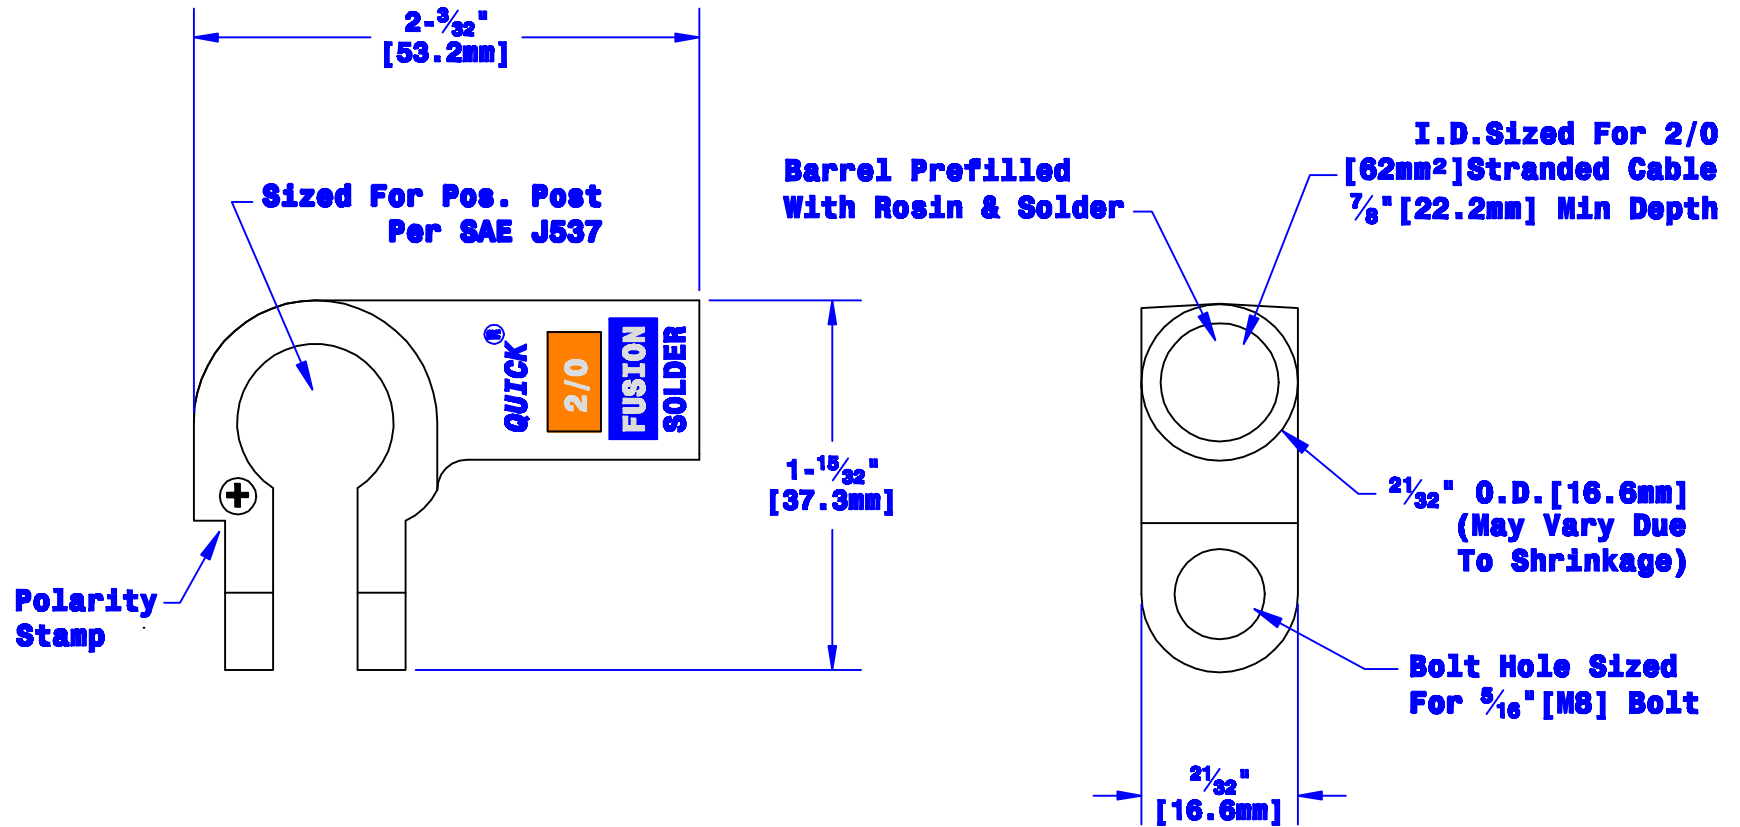 2-3/32"
[53.2mm]
Sized For Pos. Post
Per SAE J537
Barrel Prefilled
With Rosin & Solder
I.D.Sized For 2/0
[62mm²]Stranded Cable
7/8"[22.2mm] Min Depth
QUICK®
2/0
FUSION
SOLDER
1-15/32"
[37.3mm]
+
Polarity
Stamp
21/32" O.D.[16.6mm]
(May Vary Due
To Shrinkage)
Bolt Hole Sized
For 5/16"[M8] Bolt
21/32"
[16.6mm]